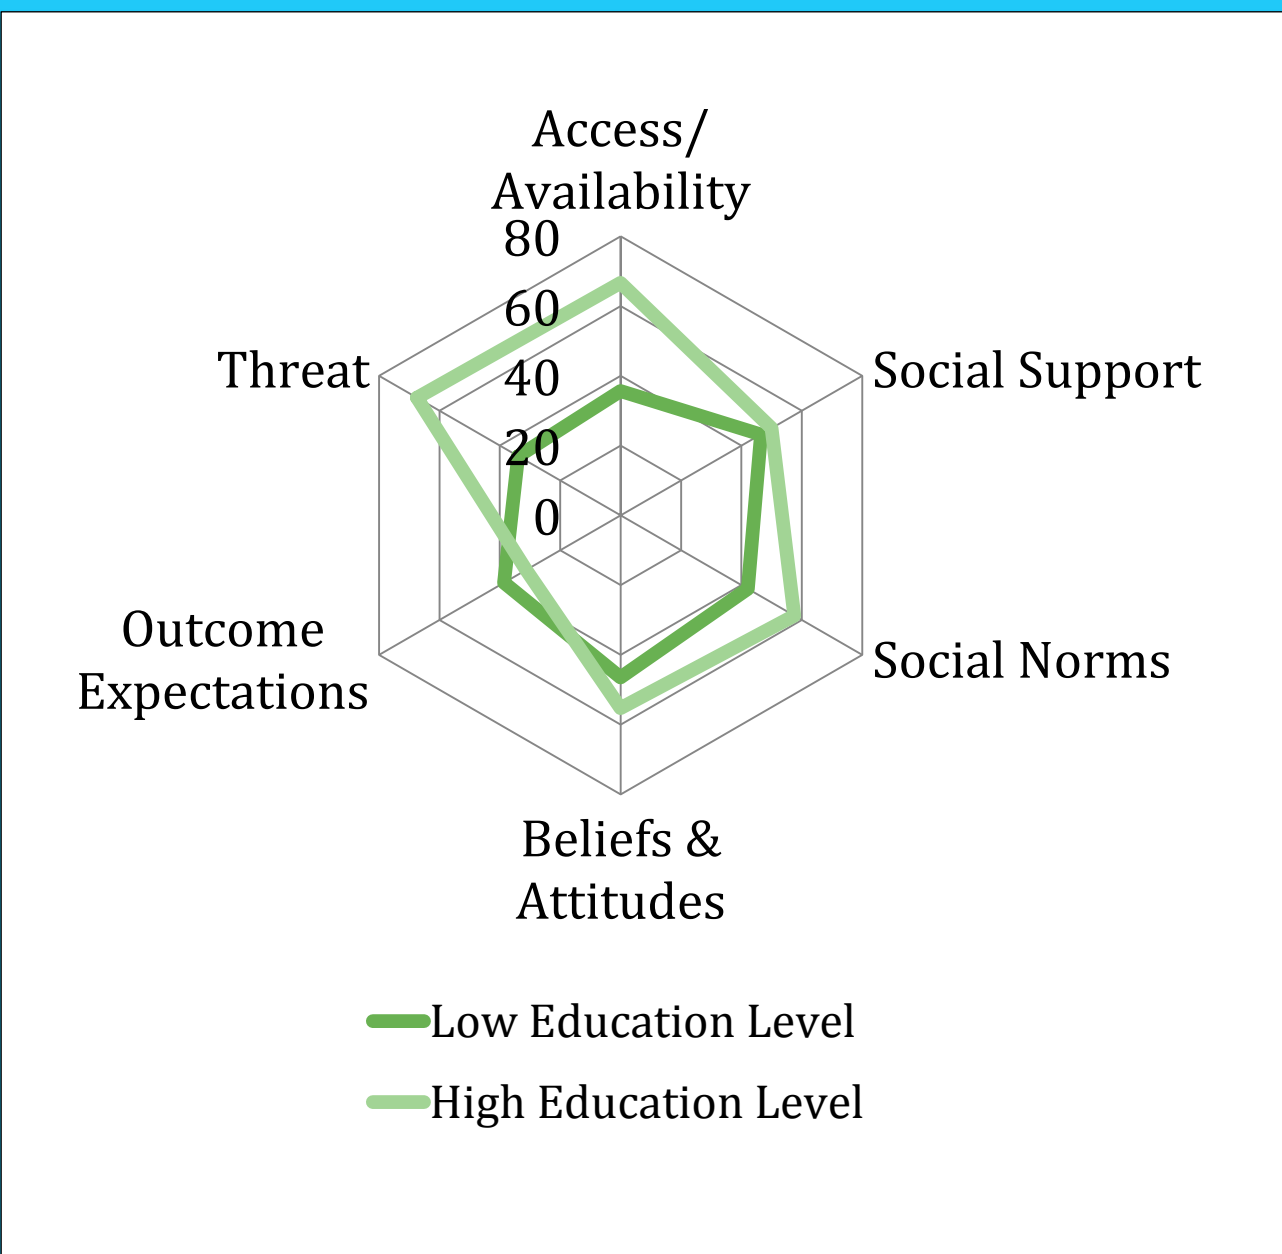 Access/
Availability
80
60
40
20
0
Threat
Social Support
Outcome
Expectations
Social Norms
Beliefs &
Attitudes
Low Education Level
High Education Level